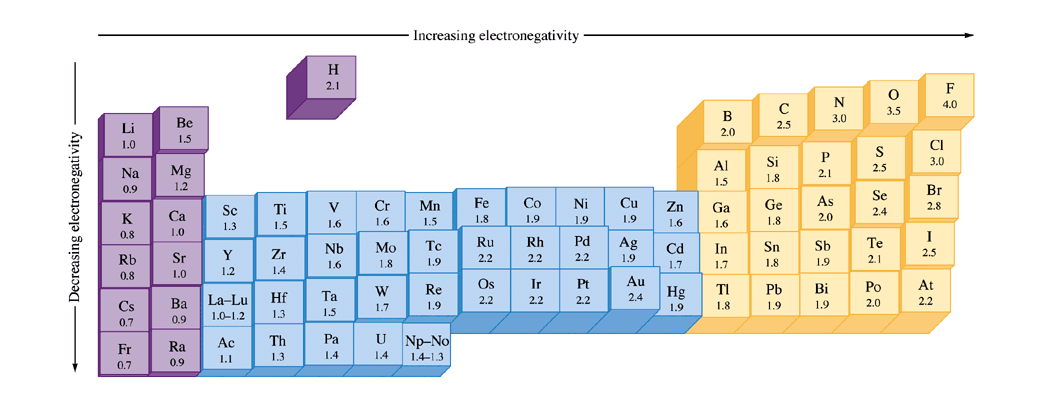 Increasing electronegativity
Decreasing electronegativity
H
2.1
Li
1.0
Be
1.5
B
2.0
C
2.5
N
3.0
O
3.5
F
4.0
Na
0.9
Mg
1.2
Al
1.5
Si
1.8
P
2.1
S
2.5
Cl
3.0
K
0.8
Ca
1.0
Sc
1.3
Ti
1.5
V
1.6
Cr
1.6
Mn
1.5
Fe
1.8
Co
1.9
Ni
1.9
Cu
1.9
Zn
1.6
Ga
1.6
Ge
1.8
As
2.0
Se
2.4
Br
2.8
Rb
0.8
Sr
1.0
Y
1.2
Zr
1.4
Nb
1.6
Mo
1.8
Tc
1.9
Ru
2.2
Rh
2.2
Pd
2.2
Ag
1.9
Cd
1.7
In
1.7
Sn
1.8
Sb
1.9
Te
2.1
I
2.5
Cs
0.7
Ba
0.9
La–Lu
1.0–1.2
Hf
1.3
Ta
1.5
W
1.7
Re
1.9
Os
2.2
Ir
2.2
Pt
2.2
Au
2.4
Hg
1.9
Tl
1.8
Pb
1.9
Bi
1.9
Po
2.0
At
2.2
Fr
0.7
Ra
0.9
Ac
1.1
Th
1.3
Pa
1.4
U
1.4
Np–No
1.4–1.3